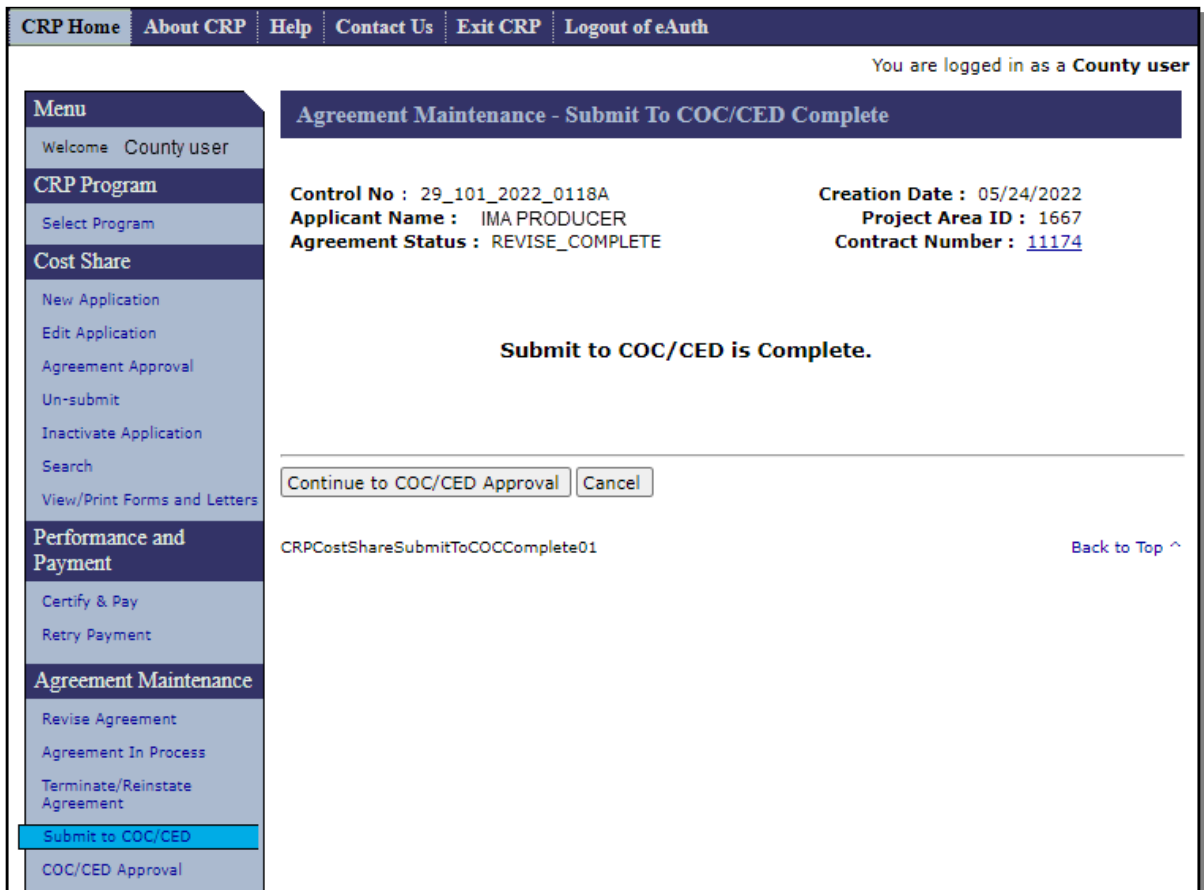 CRP Home About CRP Help Contact Us Exit CRP Logout of eAuth
You are logged in as a County user
Menu
Welcome County user
CRP Program
Select Program
Cost Share
New Application
Edit Application
Agreement Approval
Un-submit
Inactivate Application
Search
View/Print Forms and Letters
Performance and
Payment
Certify & Pay
Retry Payment
Agreement Maintenance
Revise Agreement
Agreement In Process
Terminate/Reinstate
Agreement
Submit to COC/CED
COC/CED Approval
Agreement Maintenance - Submit To COC/CED Complete
Control No : 29_101_2022_0118A Creation Date : 05/24/2022
Applicant Name : IMA PRODUCER Project Area ID : 1667
Agreement Status : REVISE_COMPLETE Contract Number : 11174
Submit to COC/CED is Complete.
Continue to COC/CED Approval Cancel
CRPCostShareSubmitToCOCComplete01 Back to Top ^